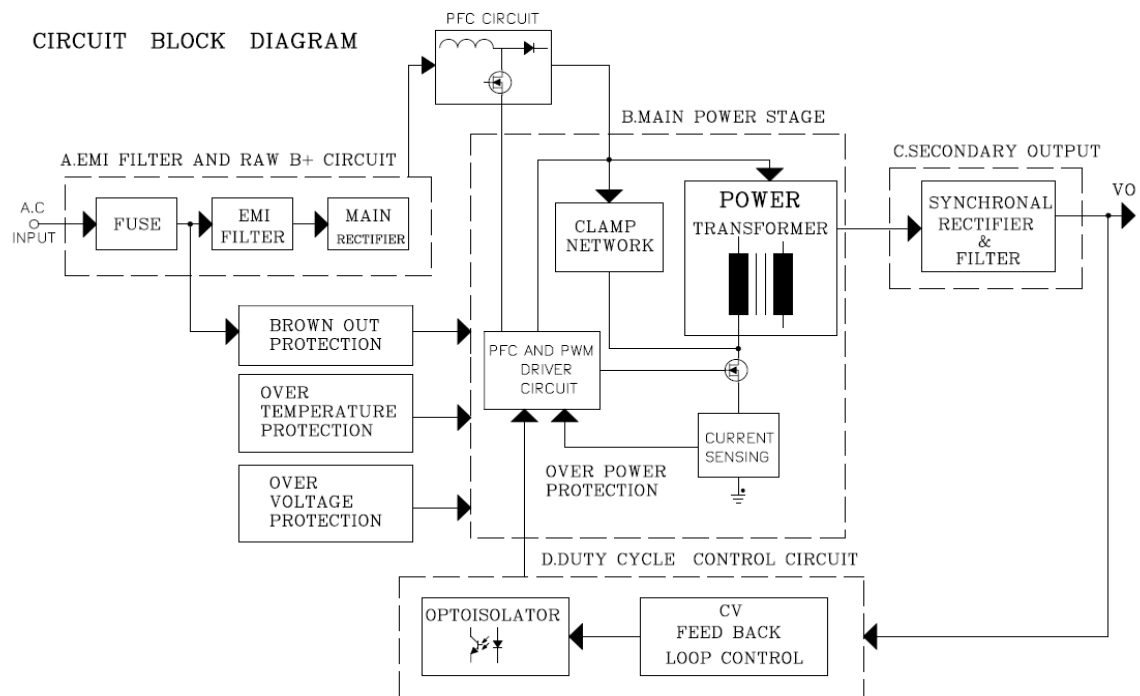 CIRCUIT BLOCK DIAGRAM
PFC CIRCUIT
A.EMI FILTER AND RAW B+ CIRCUIT
A.C
INPUT
FUSE
EMI
FILTER
MAIN
RECTIFIER
B.MAIN POWER STAGE
CLAMP
NETWORK
POWER
TRANSFORMER
PFC AND PWM
DRIVER
CIRCUIT
CURRENT
SENSING
OVER POWER
PROTECTION
C.SECONDARY OUTPUT
SYNCHRONAL
RECTIFIER
&
FILTER
VO
BROWN OUT
PROTECTION
OVER
TEMPERATURE
PROTECTION
OVER
VOLTAGE
PROTECTION
D.DUTY CYCLE CONTROL CIRCUIT
OPTOISOLATOR
CV
FEED BACK
LOOP CONTROL